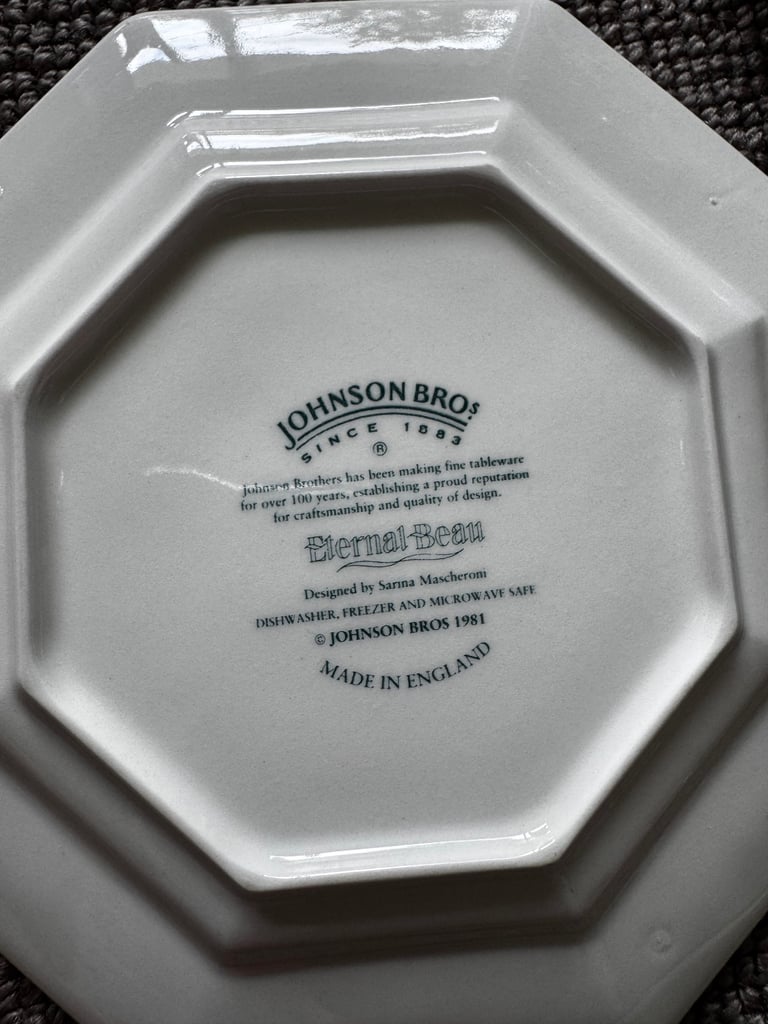 JOHNSON BROS
SINCE 1883
®
Johnson Brothers has been making fine tableware
for over 100 years, establishing a proud reputation
for craftsmanship and quality of design.
Eternal Beau
Designed by Sarina Mascheroni
DISHWASHER, FREEZER AND MICROWAVE SAFE
© JOHNSON BROS 1981
MADE IN ENGLAND